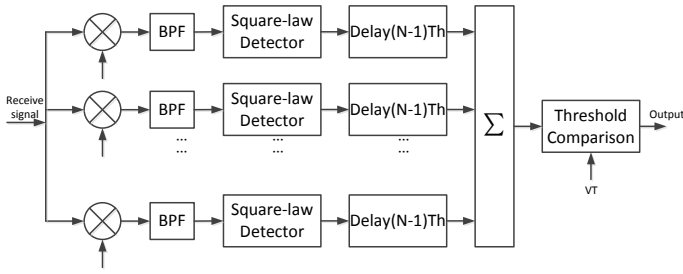 Receive
signal
BPF
Square-law
Detector
Delay(N-1)Th
BPF
Square-law
Detector
Delay(N-1)Th
...
...
...
...
...
...
BPF
Square-law
Detector
Delay(N-1)Th
∑
Threshold
Comparison
Output
VT